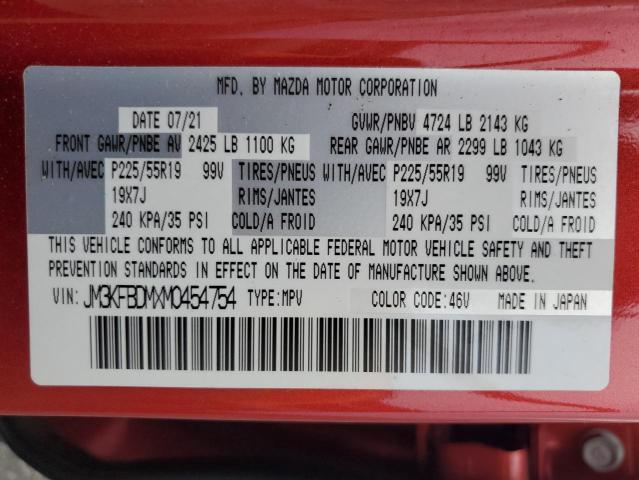 MFD. BY MAZDA MOTOR CORPORATION
DATE 07/21 GVWR/PNBV 4724 LB 2143 KG
FRONT GAWR/PNBE AV 2425 LB 1100 KG REAR GAWR/PNBE AR 2299 LB 1043 KG
WITH/AVEC P225/55R19 99V TIRES/PNEUS WITH/AVEC P225/55R19 99V TIRES/PNEUS
19X7J RIMS/JANTES 19X7J RIMS/JANTES
240 KPA/35 PSI COLD/A FROID 240 KPA/35 PSI COLD/A FROID
THIS VEHICLE CONFORMS TO ALL APPLICABLE FEDERAL MOTOR VEHICLE SAFETY AND THEFT
PREVENTION STANDARDS IN EFFECT ON THE DATE OF MANUFACTURE SHOWN ABOVE.
VIN: JM3KFBDMXM0454754 TYPE:MPV COLOR CODE:46V MADE IN JAPAN